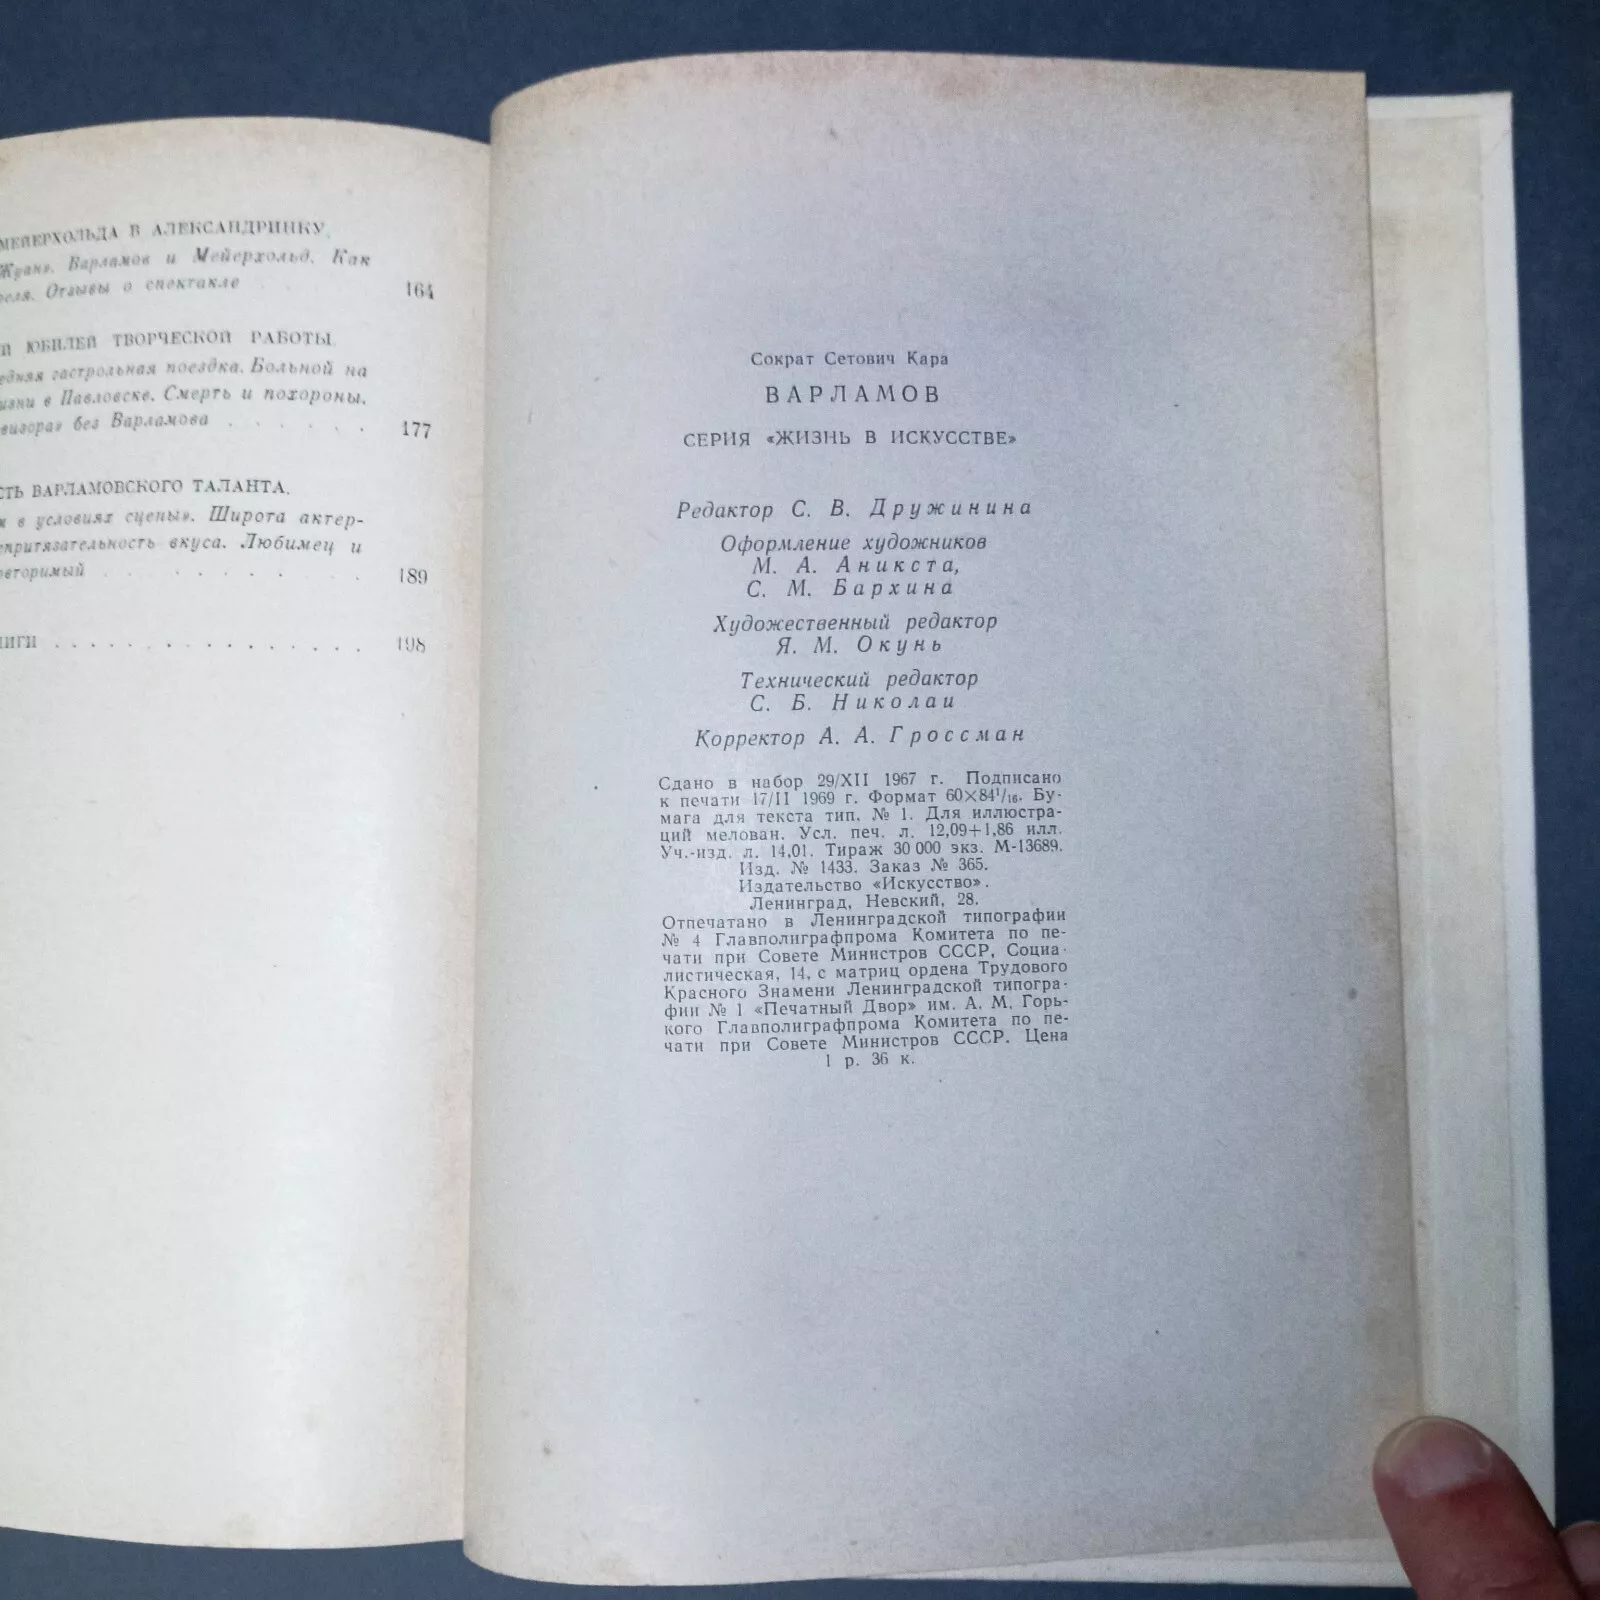 МЕЙЕРХОЛЬДА В АЛЕКСАНДРИНКУ.
Жуан». Варламов и Мейерхольд. Как
Отзывы о спектакле . . . 164
ЮБИЛЕЙ ТВОРЧЕСКОЙ РАБОТЫ.
гастрольная поездка. Больной на
в Павловске. Смерть и похороны.
без Варламова . . . . . . 177
ВАРЛАМОВСКОГО ТАЛАНТА.
в условиях сцены». Широта актер-
вкуса. Любимец и
. . . . . . . . 189
. . . . . . . . . . . . . . . . 198
Сократ Сетович Кара
ВАРЛАМОВ
СЕРИЯ «ЖИЗНЬ В ИСКУССТВЕ»
Редактор С. В. Дружинина
Оформление художников
М. А. Аникста,
С. М. Бархина
Художественный редактор
Я. М. Окунь
Технический редактор
С. Б. Николаи
Корректор А. А. Гроссман
Сдано в набор 29/XII 1967 г. Подписано
к печати 17/II 1969 г. Формат 60×84¹/₁₆. Бу-
мага для текста тип. № 1. Для иллюстра-
ций мелован. Усл. печ. л. 12,09+1,86 илл.
Уч.-изд. л. 14,01. Тираж 30 000 экз. М-13689.
Изд. № 1433. Заказ № 365.
Издательство «Искусство».
Ленинград, Невский, 28.
Отпечатано в Ленинградской типографии
№ 4 Главполиграфпрома Комитета по пе-
чати при Совете Министров СССР, Социа-
листическая, 14, с матриц ордена Трудового
Красного Знамени Ленинградской типогра-
фии № 1 «Печатный Двор» им. А. М. Горь-
кого Главполиграфпрома Комитета по пе-
чати при Совете Министров СССР. Цена
1 р. 36 к.